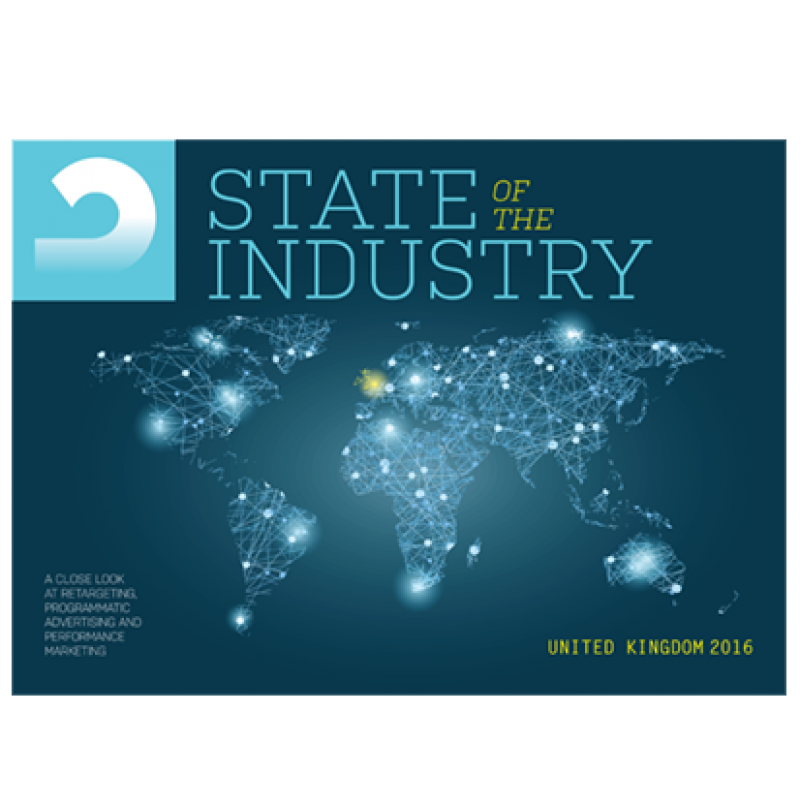 STATE OF THE
INDUSTRY
A CLOSE LOOK
AT RETARGETING,
PROGRAMMATIC
ADVERTISING AND
PERFORMANCE
MARKETING
UNITED KINGDOM 2016